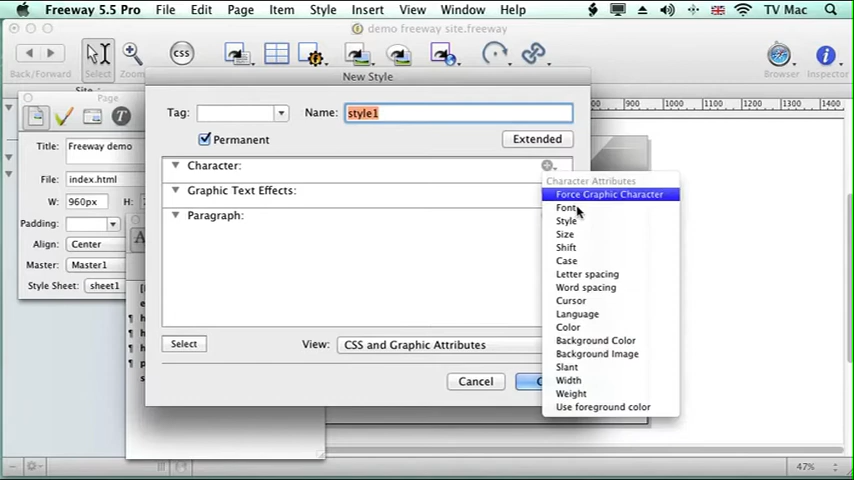 Freeway 5.5 Pro File Edit Page Item Style Insert View Window Help TV Mac
demo freeway site.freeway
css
Back/Forward Select Zoom Browser Inspector
New Style
Page
900 1000 1100 1200 1300 1400
Tag: Name: style1
Permanent Extended
Title: Freeway demo
Character:
Character Attributes
File: index.html
Graphic Text Effects:
Force Graphic Character
Width: 960px
Font
Paragraph:
Padding:
Style
Size
Align: Center
Shift
Master: Master1
Case
Style Sheet: sheet1
Letter spacing
Word spacing
Cursor
Language
Color
Select View: CSS and Graphic Attributes
Background Color
Background Image
Slant
Cancel
Width
Weight
Use foreground color
47%